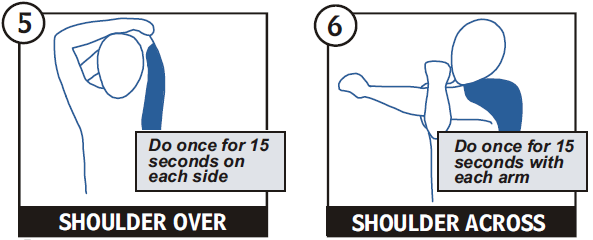 5
Do once for 15
seconds on
each side
SHOULDER OVER
6
Do once for 15
seconds with
each arm
SHOULDER ACROSS